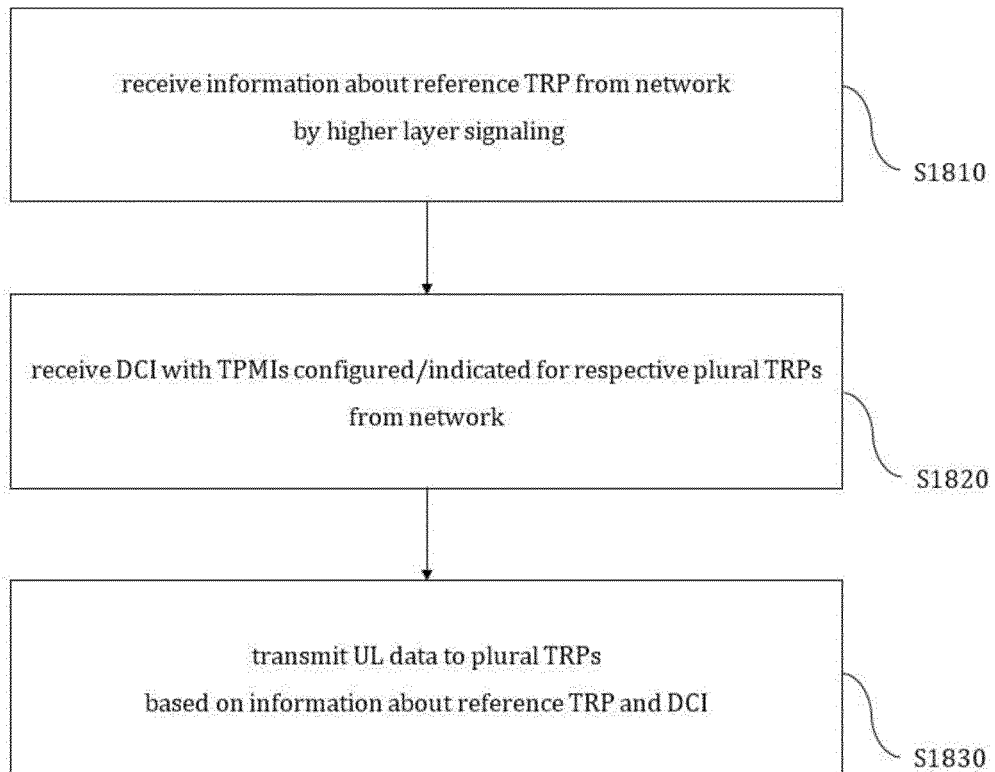 receive information about reference TRP from network
by higher layer signaling
S1810
receive DCI with TPMIs configured/indicated for respective plural TRPs
from network
S1820
transmit UL data to plural TRPs
based on information about reference TRP and DCI
S1830